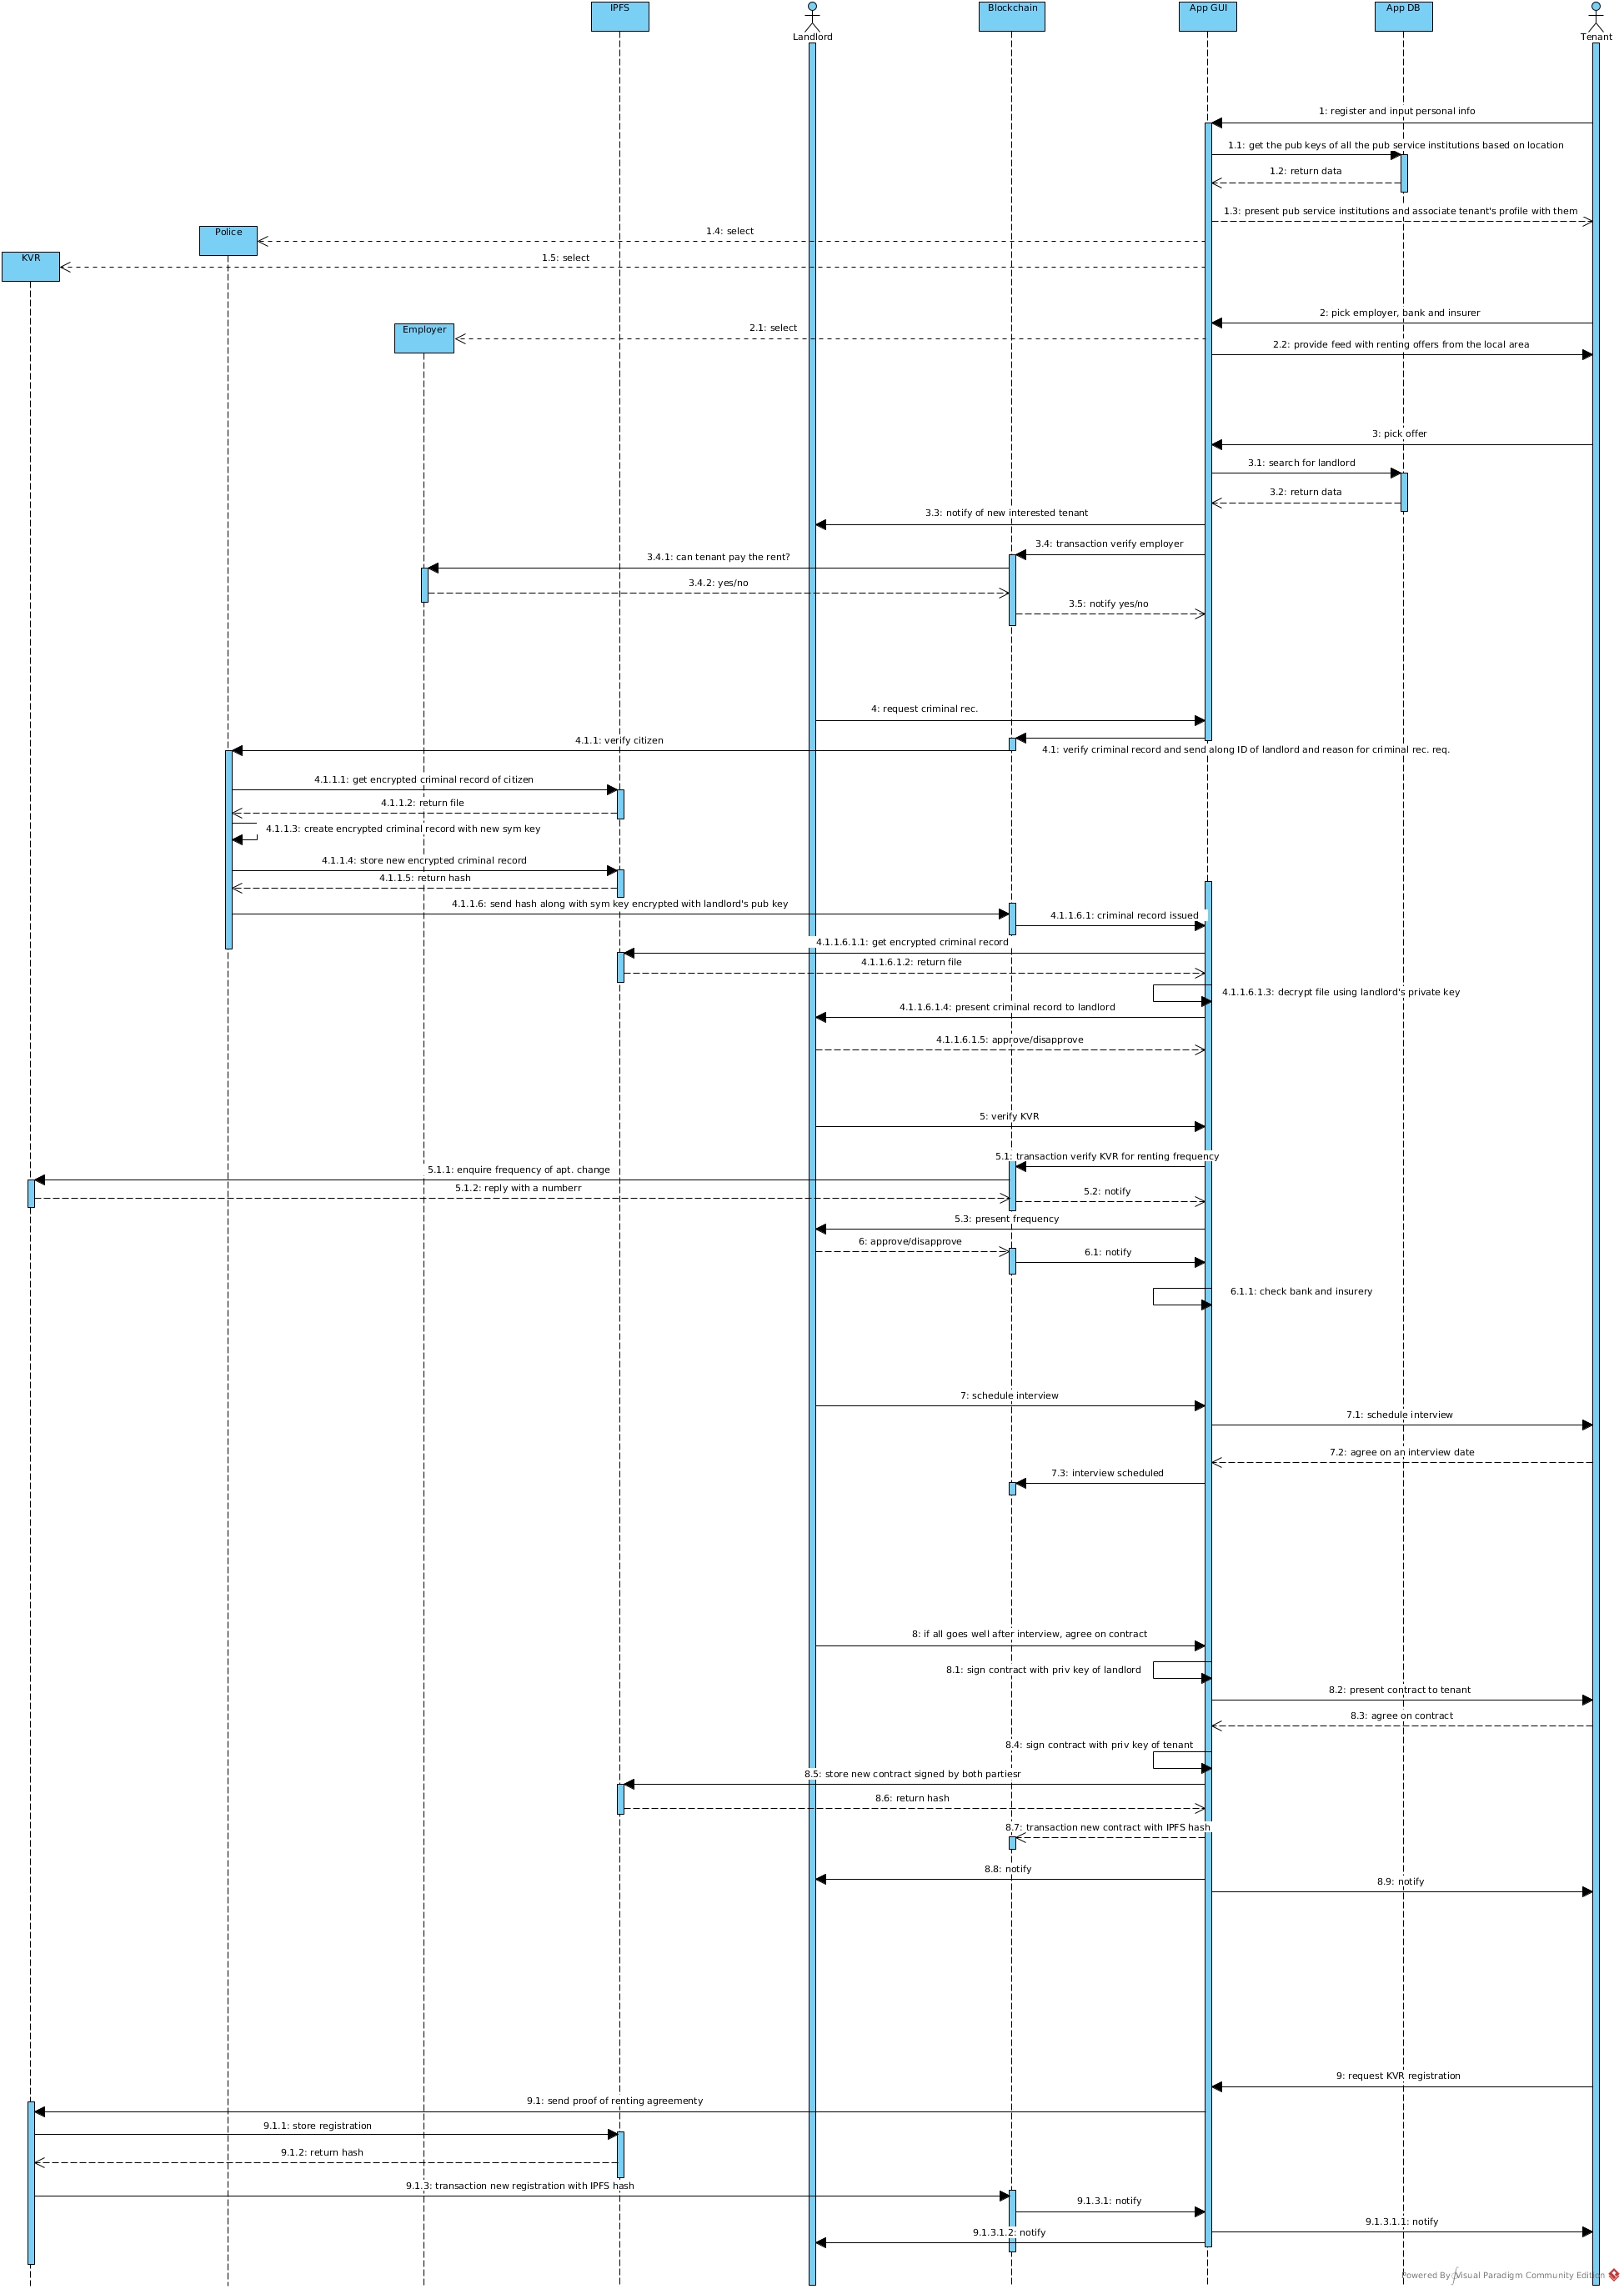 IPFS
Landlord
Blockchain
App GUI
App DB
Tenant
1: register and input personal info
1.1: get the pub keys of all the pub service institutions based on location
1.2: return data
1.3: present pub service institutions and associate tenant's profile with them
Police
1.4: select
KVR
1.5: select
2: pick employer, bank and insurer
Employer
2.1: select
2.2: provide feed with renting offers from the local area
3: pick offer
3.1: search for landlord
3.2: return data
3.3: notify of new interested tenant
3.4: transaction verify employer
3.4.1: can tenant pay the rent?
3.4.2: yes/no
3.5: notify yes/no
4: request criminal rec.
4.1.1: verify citizen
4.1: verify criminal record and send along ID of landlord and reason for criminal rec. req.
4.1.1.1: get encrypted criminal record of citizen
4.1.1.2: return file
4.1.1.3: create encrypted criminal record with new sym key
4.1.1.4: store new encrypted criminal record
4.1.1.5: return hash
4.1.1.6: send hash along with sym key encrypted with landlord's pub key
4.1.1.6.1: criminal record issued
4.1.1.6.1.1: get encrypted criminal record
4.1.1.6.1.2: return file
4.1.1.6.1.3: decrypt file using landlord's private key
4.1.1.6.1.4: present criminal record to landlord
4.1.1.6.1.5: approve/disapprove
5: verify KVR
5.1: transaction verify KVR for renting frequency
5.1.1: enquire frequency of apt. change
5.1.2: reply with a numberr
5.2: notify
5.3: present frequency
6: approve/disapprove
6.1: notify
6.1.1: check bank and insurery
7: schedule interview
7.1: schedule interview
7.2: agree on an interview date
7.3: interview scheduled
8: if all goes well after interview, agree on contract
8.1: sign contract with priv key of landlord
8.2: present contract to tenant
8.3: agree on contract
8.4: sign contract with priv key of tenant
8.5: store new contract signed by both partiesr
8.6: return hash
8.7: transaction new contract with IPFS hash
8.8: notify
8.9: notify
9: request KVR registration
9.1: send proof of renting agreementy
9.1.1: store registration
9.1.2: return hash
9.1.3: transaction new registration with IPFS hash
9.1.3.1: notify
9.1.3.1.1: notify
9.1.3.1.2: notify
Powered By Visual Paradigm Community Edition